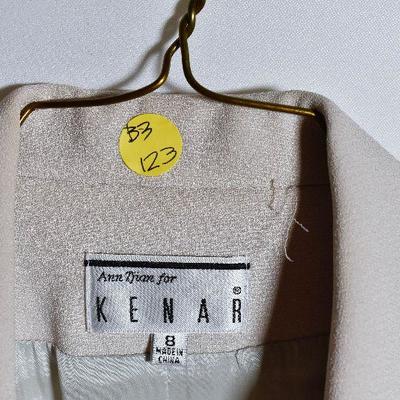 B3
123
Ann Tjian for
KENAR®
8
MADE IN
CHINA